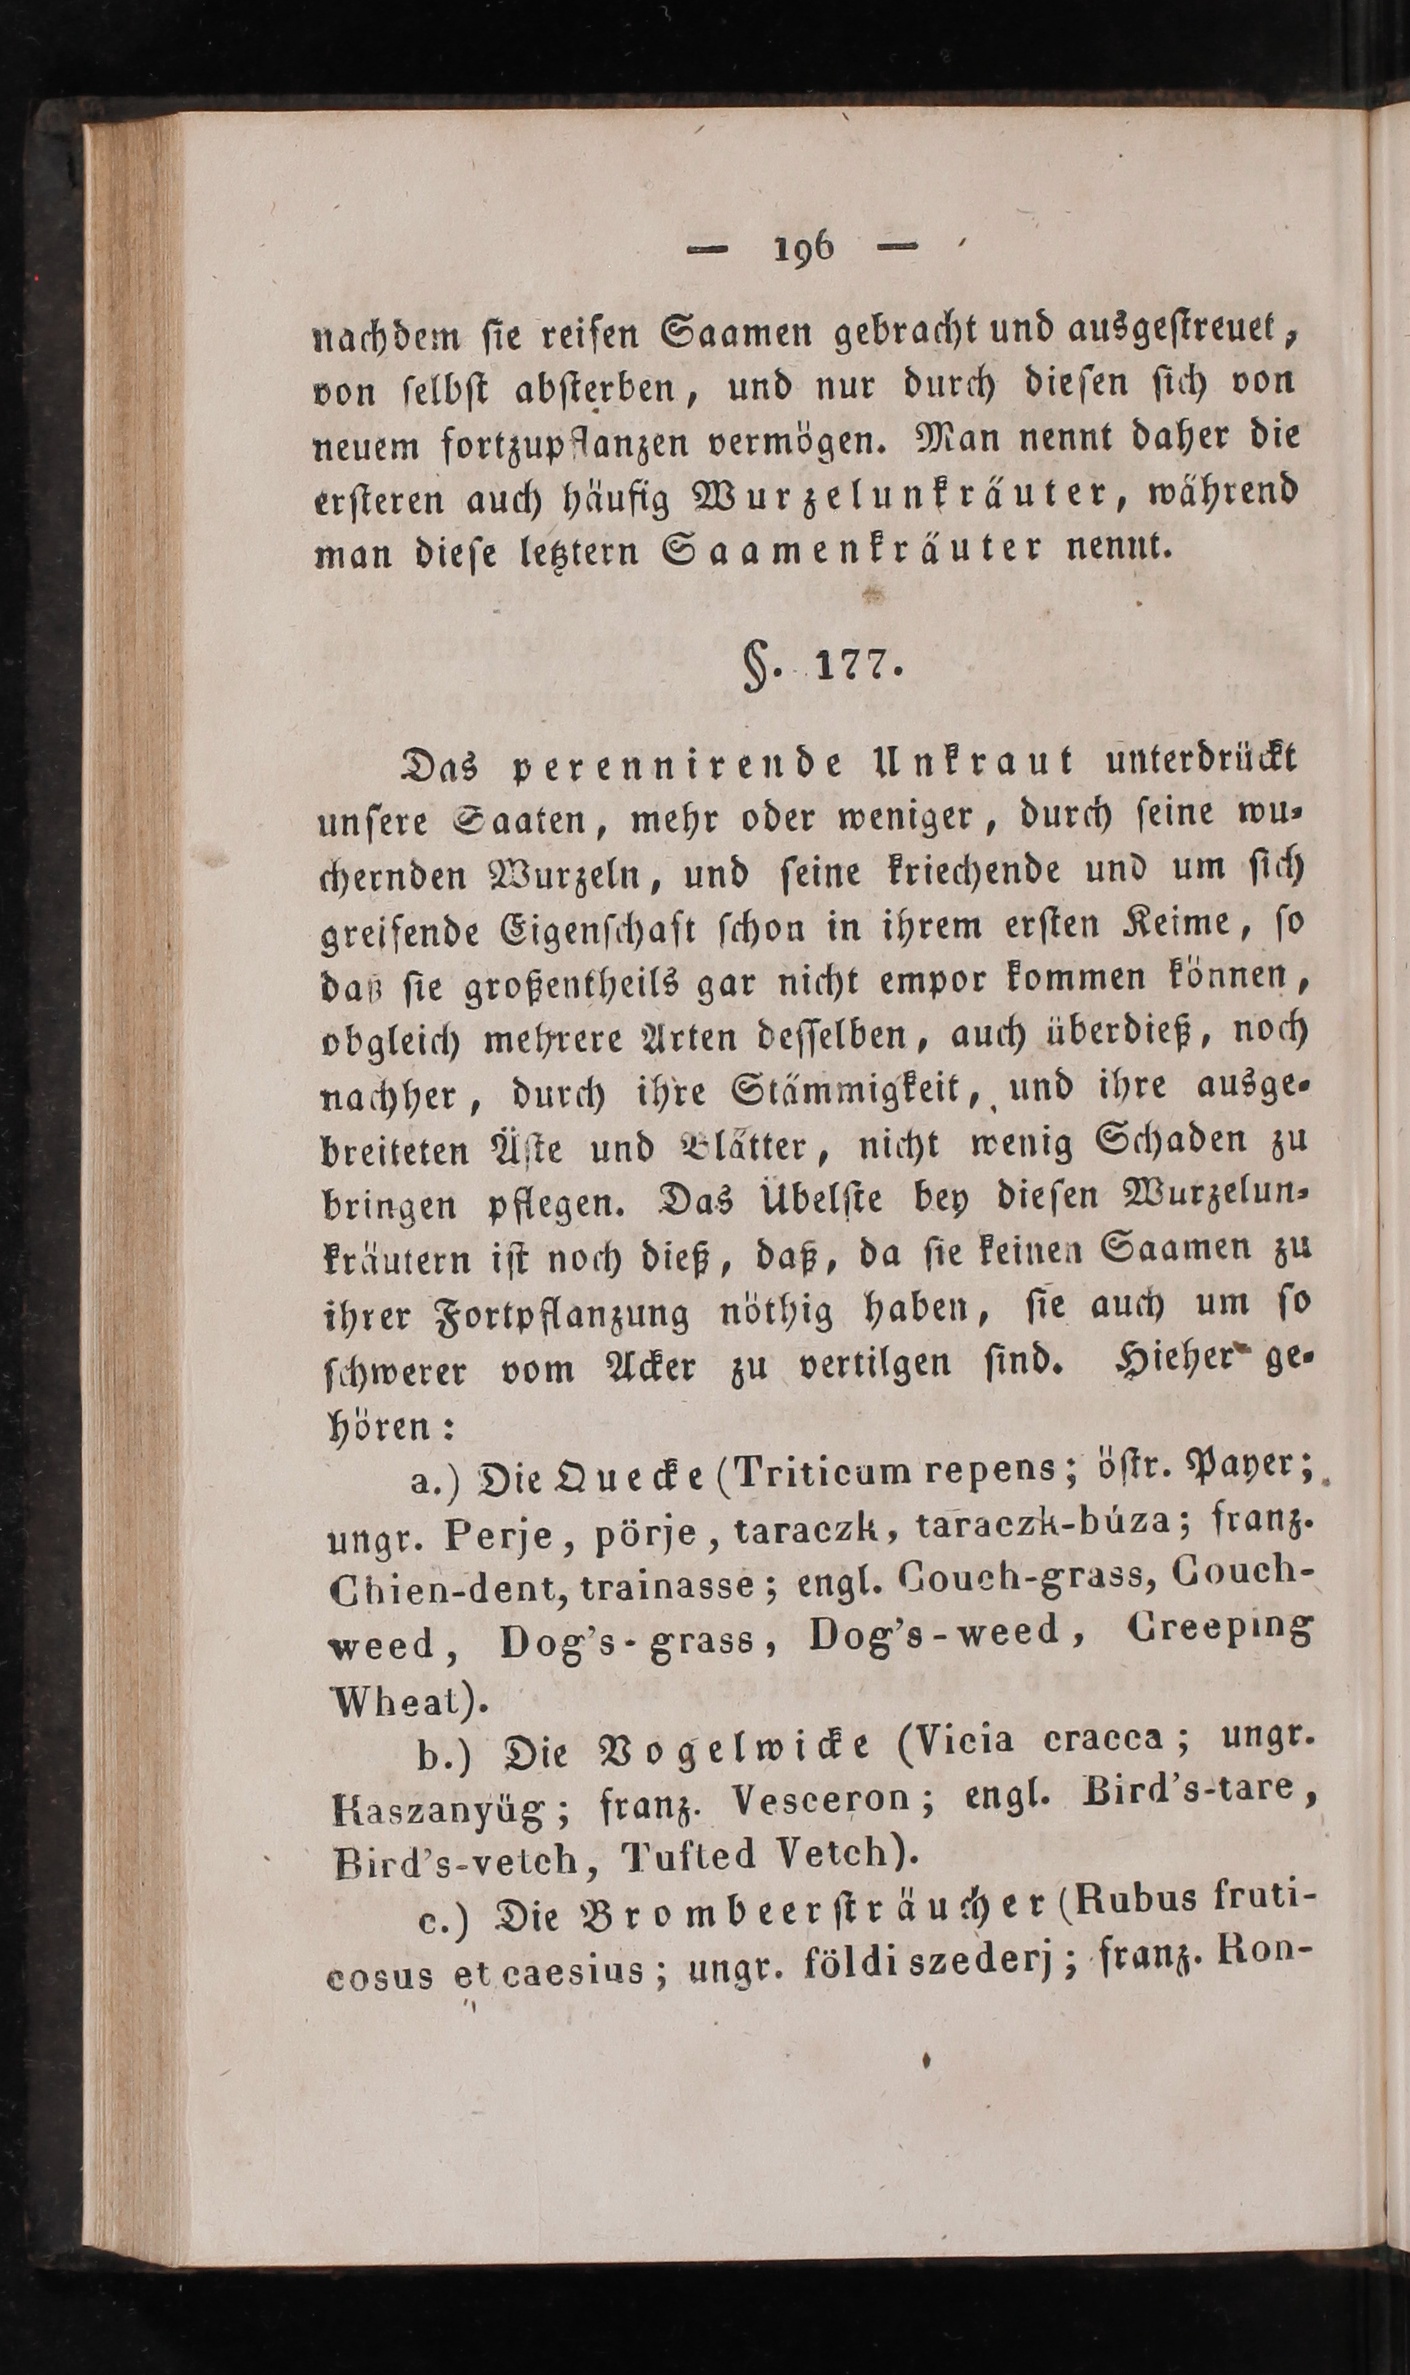 — 196 —
nachdem sie reifen Saamen gebracht und ausgestreuet,
von selbst absterben, und nur durch diesen sich von
neuem fortzupflanzen vermögen. Man nennt daher die
ersteren auch häufig Wurzelunkräuter, während
man diese letztern Saamenkräuter nennt.
§. 177.
Das perennirende Unkraut unterdrückt
unsere Saaten, mehr oder weniger, durch seine wu-
chernden Wurzeln, und seine kriechende und um sich
greifende Eigenschaft schon in ihrem ersten Keime, so
daß sie großentheils gar nicht empor kommen können,
obgleich mehrere Arten desselben, auch überdieß, noch
nachher, durch ihre Stämmigkeit, und ihre ausge-
breiteten Äste und Blätter, nicht wenig Schaden zu
bringen pflegen. Das Übelste bey diesen Wurzelun-
kräutern ist noch dieß, daß, da sie keinen Saamen zu
ihrer Fortpflanzung nöthig haben, sie auch um so
schwerer vom Acker zu vertilgen sind. Hieher ge-
hören:
a.) Die Quecke (Triticum repens; östr. Payer;
ungr. Perje, pörje, taraczk, taraczk-búza; franz.
Chien-dent, trainasse; engl. Couch-grass, Couch-
weed, Dog's-grass, Dog's-weed, Creeping
Wheat).
b.) Die Vogelwicke (Vicia cracca; ungr.
Kaszanyüg; franz. Vesceron; engl. Bird's-tare,
Bird's-vetch, Tufted Vetch).
c.) Die Brombeersträucher (Rubus fruti-
cosus et caesius; ungr. földi szederj; franz. Ron-